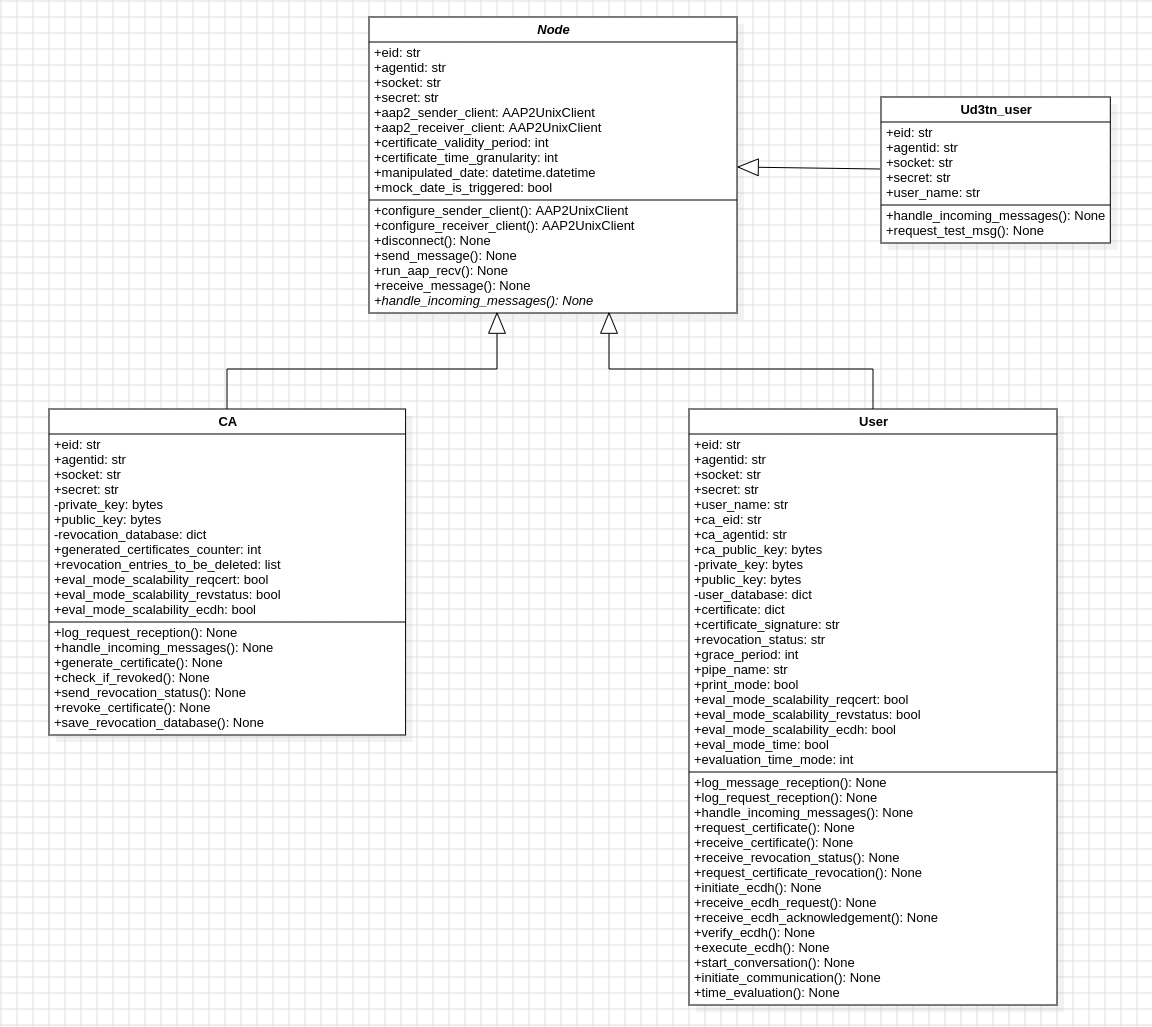 Node
+eid: str
+agentid: str
+socket: str
+secret: str
+aap2_sender_client: AAP2UnixClient
+aap2_receiver_client: AAP2UnixClient
+certificate_validity_period: int
+certificate_time_granularity: int
+manipulated_date: datetime.datetime
+mock_date_is_triggered: bool
+configure_sender_client(): AAP2UnixClient
+configure_receiver_client(): AAP2UnixClient
+disconnect(): None
+send_message(): None
+run_aap_recv(): None
+receive_message(): None
+handle_incoming_messages(): None
Ud3tn_user
+eid: str
+agentid: str
+socket: str
+secret: str
+user_name: str
+handle_incoming_messages(): None
+request_test_msg(): None
CA
+eid: str
+agentid: str
+socket: str
+secret: str
-private_key: bytes
+public_key: bytes
-revocation_database: dict
+generated_certificates_counter: int
+revocation_entries_to_be_deleted: list
+eval_mode_scalability_reqcert: bool
+eval_mode_scalability_revstatus: bool
+eval_mode_scalability_ecdh: bool
+log_request_reception(): None
+handle_incoming_messages(): None
+generate_certificate(): None
+check_if_revoked(): None
+send_revocation_status(): None
+revoke_certificate(): None
+save_revocation_database(): None
User
+eid: str
+agentid: str
+socket: str
+secret: str
+user_name: str
+ca_eid: str
+ca_agentid: str
+ca_public_key: bytes
-private_key: bytes
+public_key: bytes
-user_database: dict
+certificate: dict
+certificate_signature: str
+revocation_status: str
+grace_period: int
+pipe_name: str
+print_mode: bool
+eval_mode_scalability_reqcert: bool
+eval_mode_scalability_revstatus: bool
+eval_mode_scalability_ecdh: bool
+eval_mode_time: bool
+evaluation_time_mode: int
+log_message_reception(): None
+log_request_reception(): None
+handle_incoming_messages(): None
+request_certificate(): None
+receive_certificate(): None
+receive_revocation_status(): None
+request_certificate_revocation(): None
+initiate_ecdh(): None
+receive_ecdh_request(): None
+receive_ecdh_acknowledgement(): None
+verify_ecdh(): None
+execute_ecdh(): None
+start_conversation(): None
+initiate_communication(): None
+time_evaluation(): None